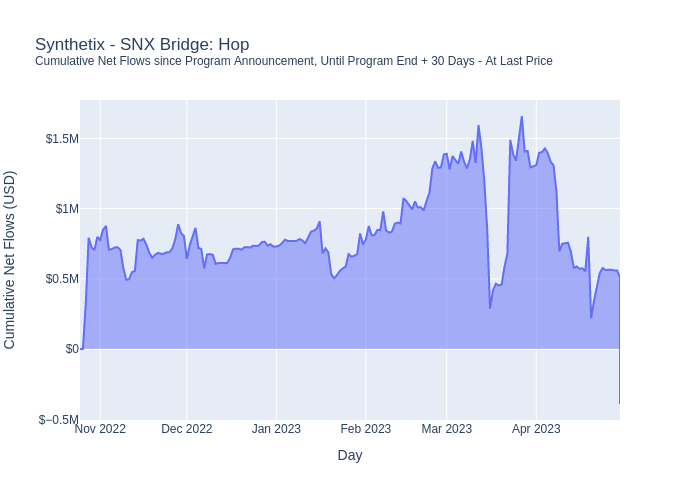 Synthetix - SNX Bridge: Hop
Cumulative Net Flows since Program Announcement, Until Program End + 30 Days - At Last Price
Cumulative Net Flows (USD)
$1.5M
$1M
$0.5M
$0
$−0.5M
Nov 2022
Dec 2022
Jan 2023
Feb 2023
Mar 2023
Apr 2023
Day